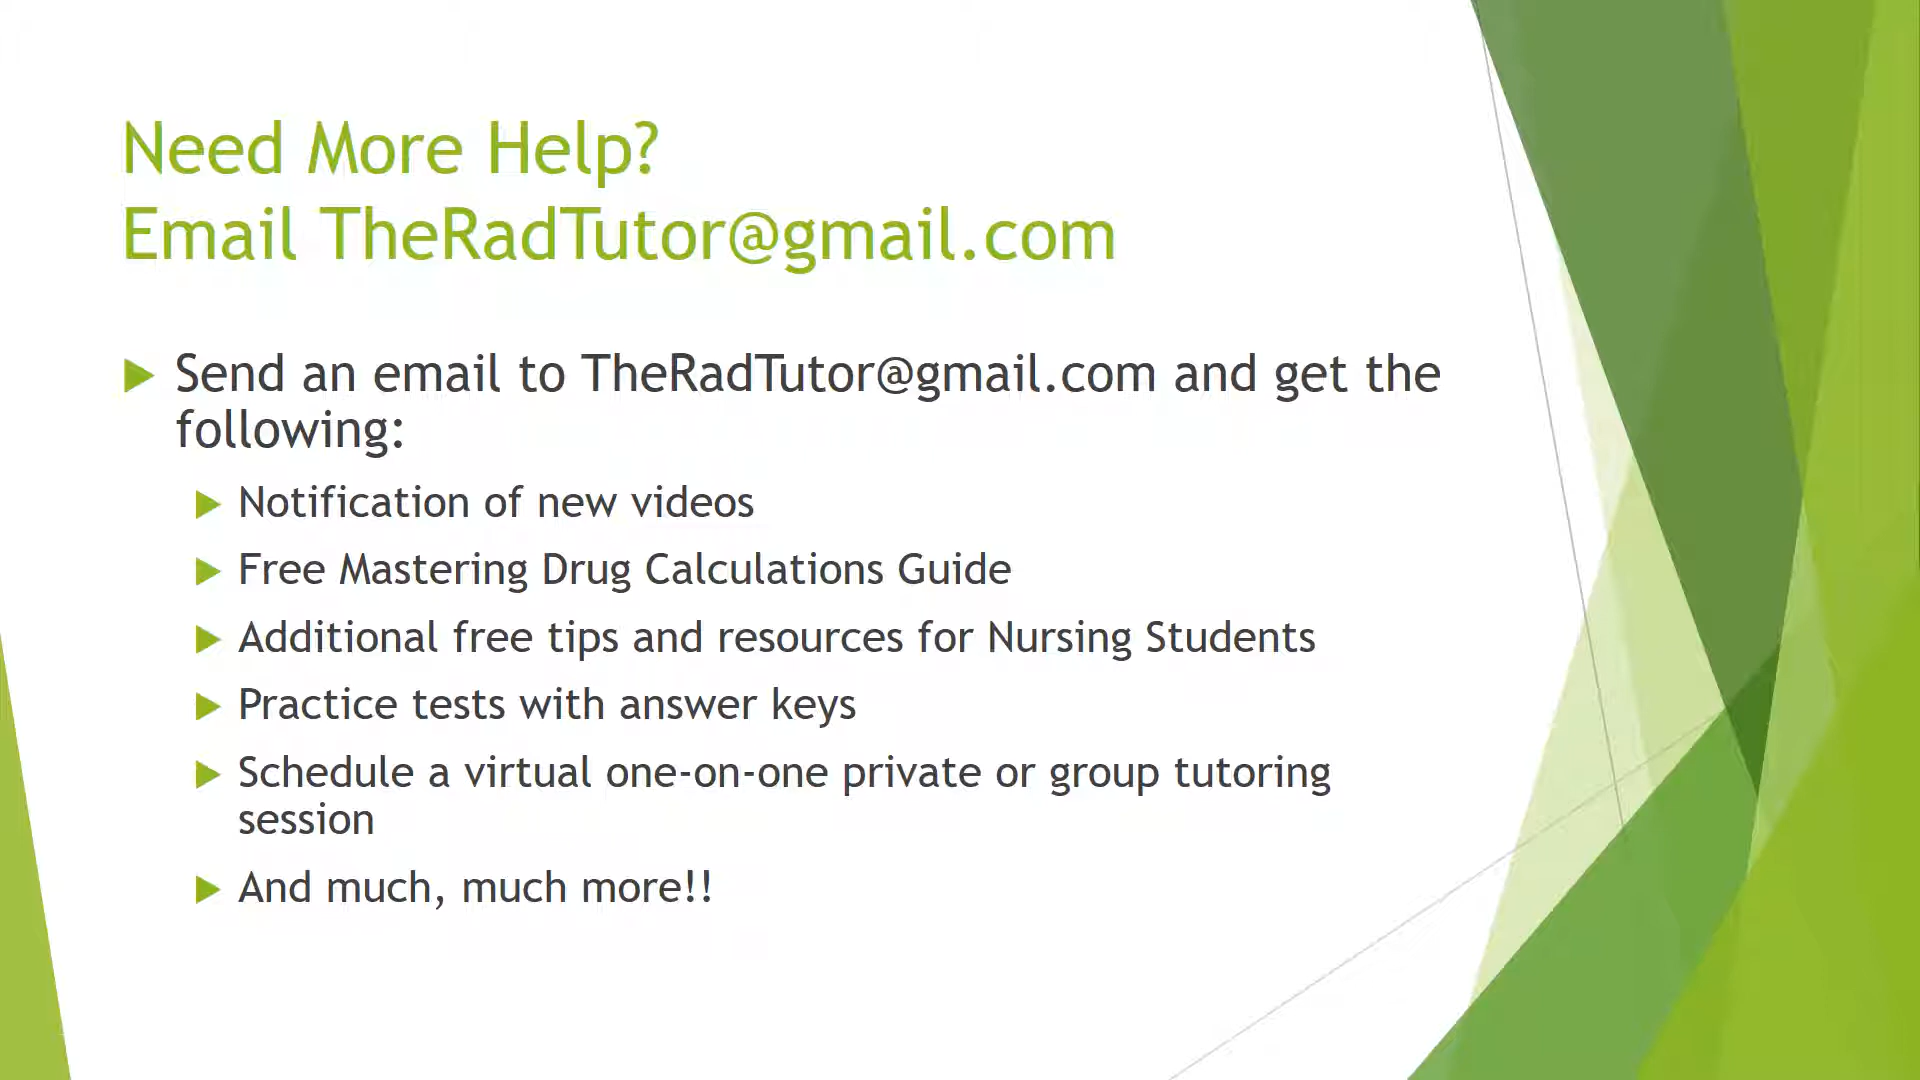 Need More Help?
Email TheRadTutor@gmail.com
Send an email to TheRadTutor@gmail.com and get the
following:
Notification of new videos
Free Mastering Drug Calculations Guide
Additional free tips and resources for Nursing Students
Practice tests with answer keys
Schedule a virtual one-on-one private or group tutoring
session
And much, much more!!